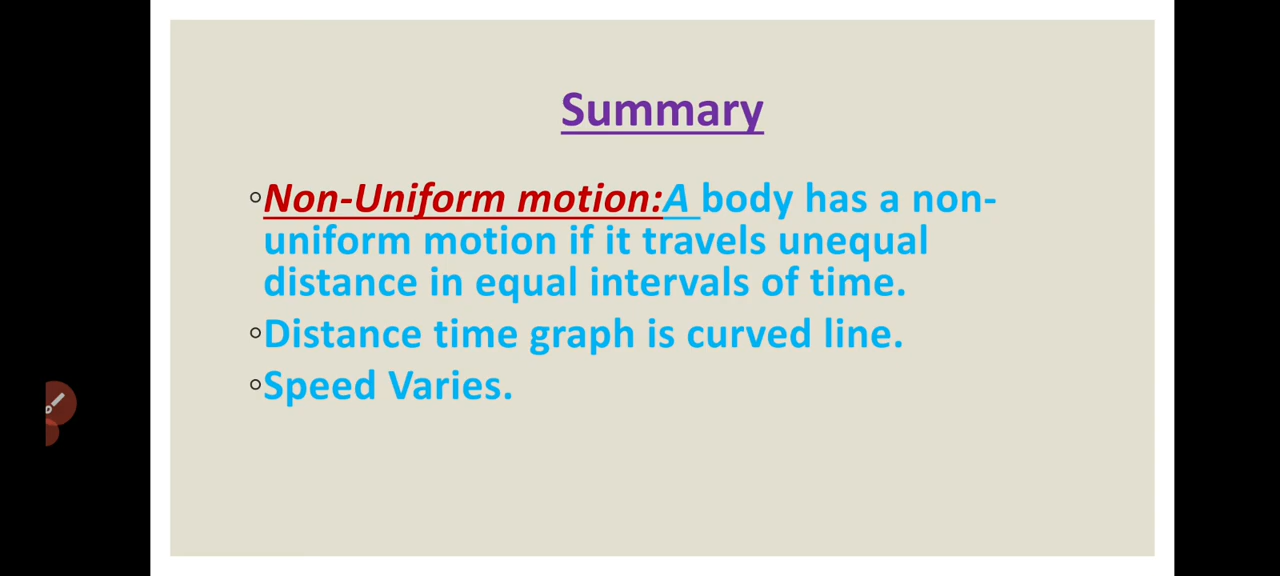 Summary
Non-Uniform motion:A body has a non-
uniform motion if it travels unequal
distance in equal intervals of time.
Distance time graph is curved line.
Speed Varies.